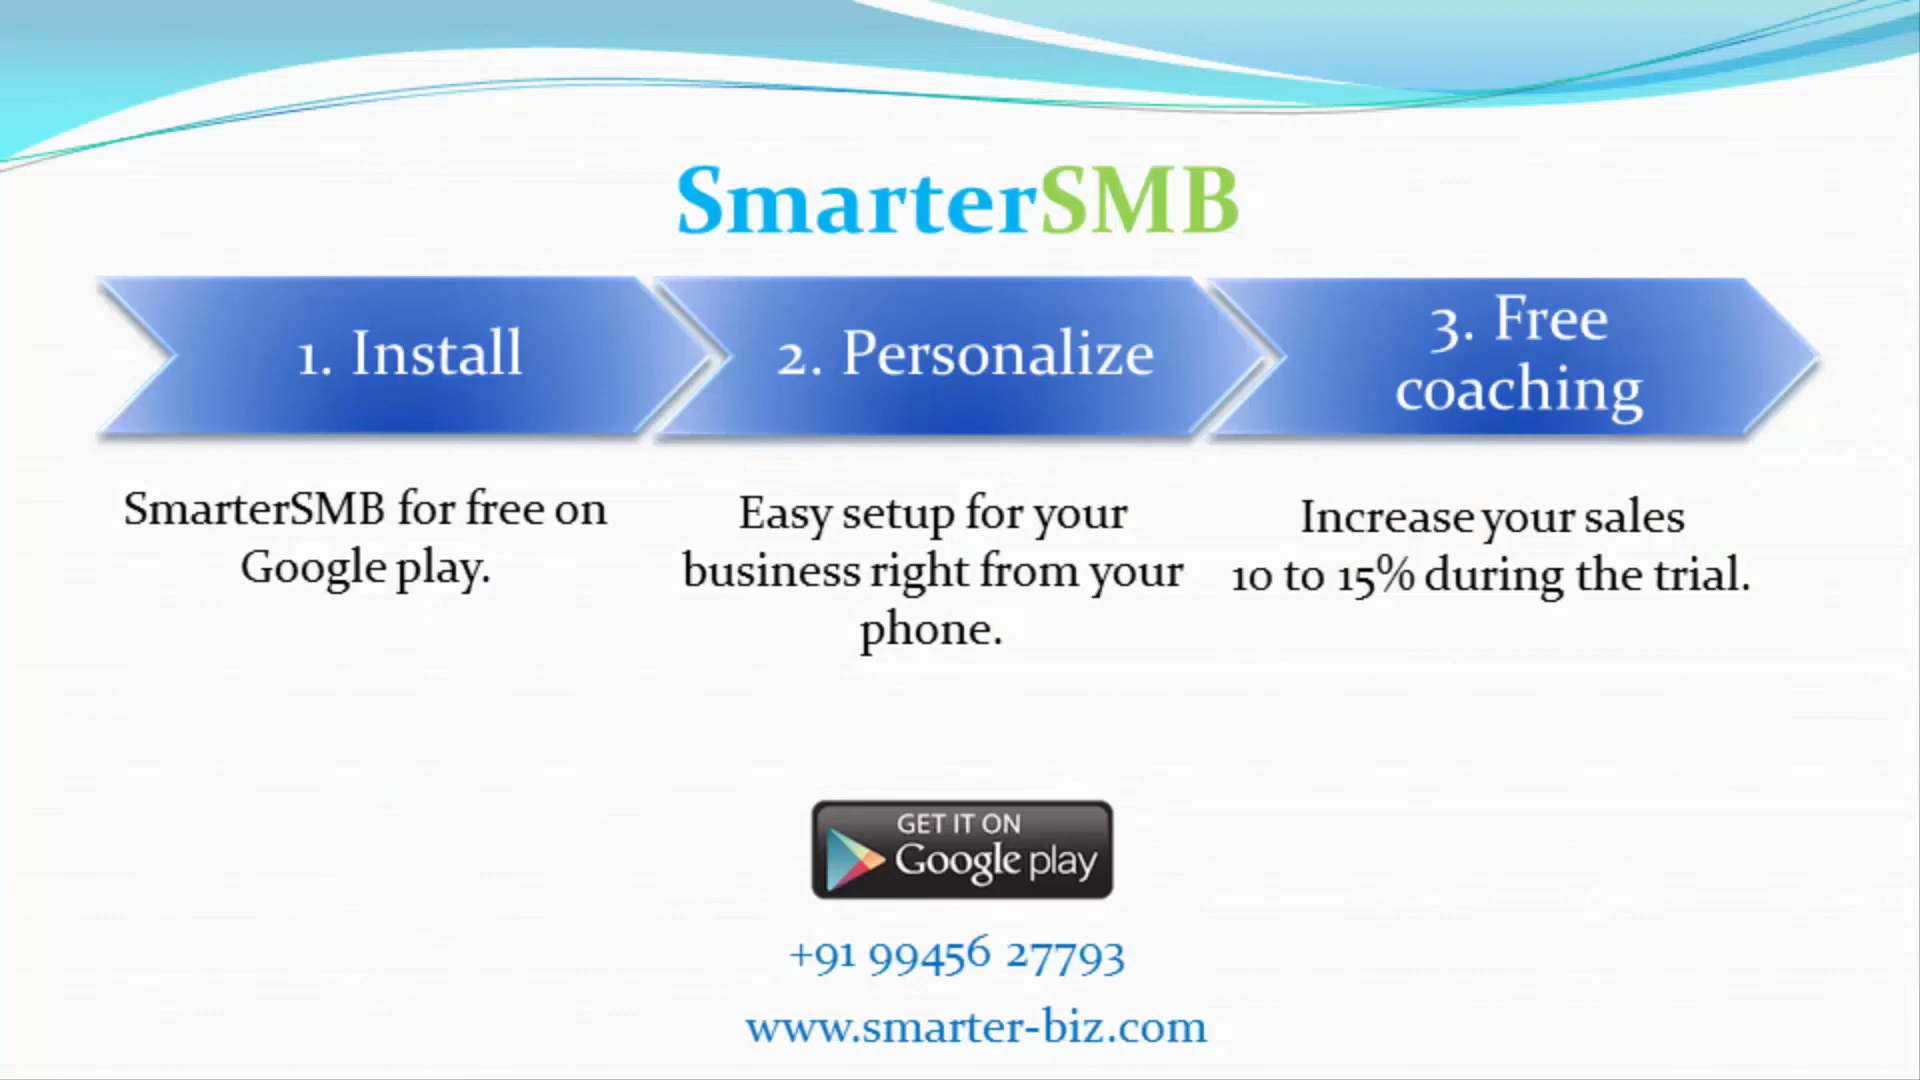 SmarterSMB
1. Install
2. Personalize
3. Free
coaching
SmarterSMB for free on
Google play.
Easy setup for your
business right from your
phone.
Increase your sales
10 to 15% during the trial.
GET IT ON
Google play
+91 99456 27793
www.smarter-biz.com